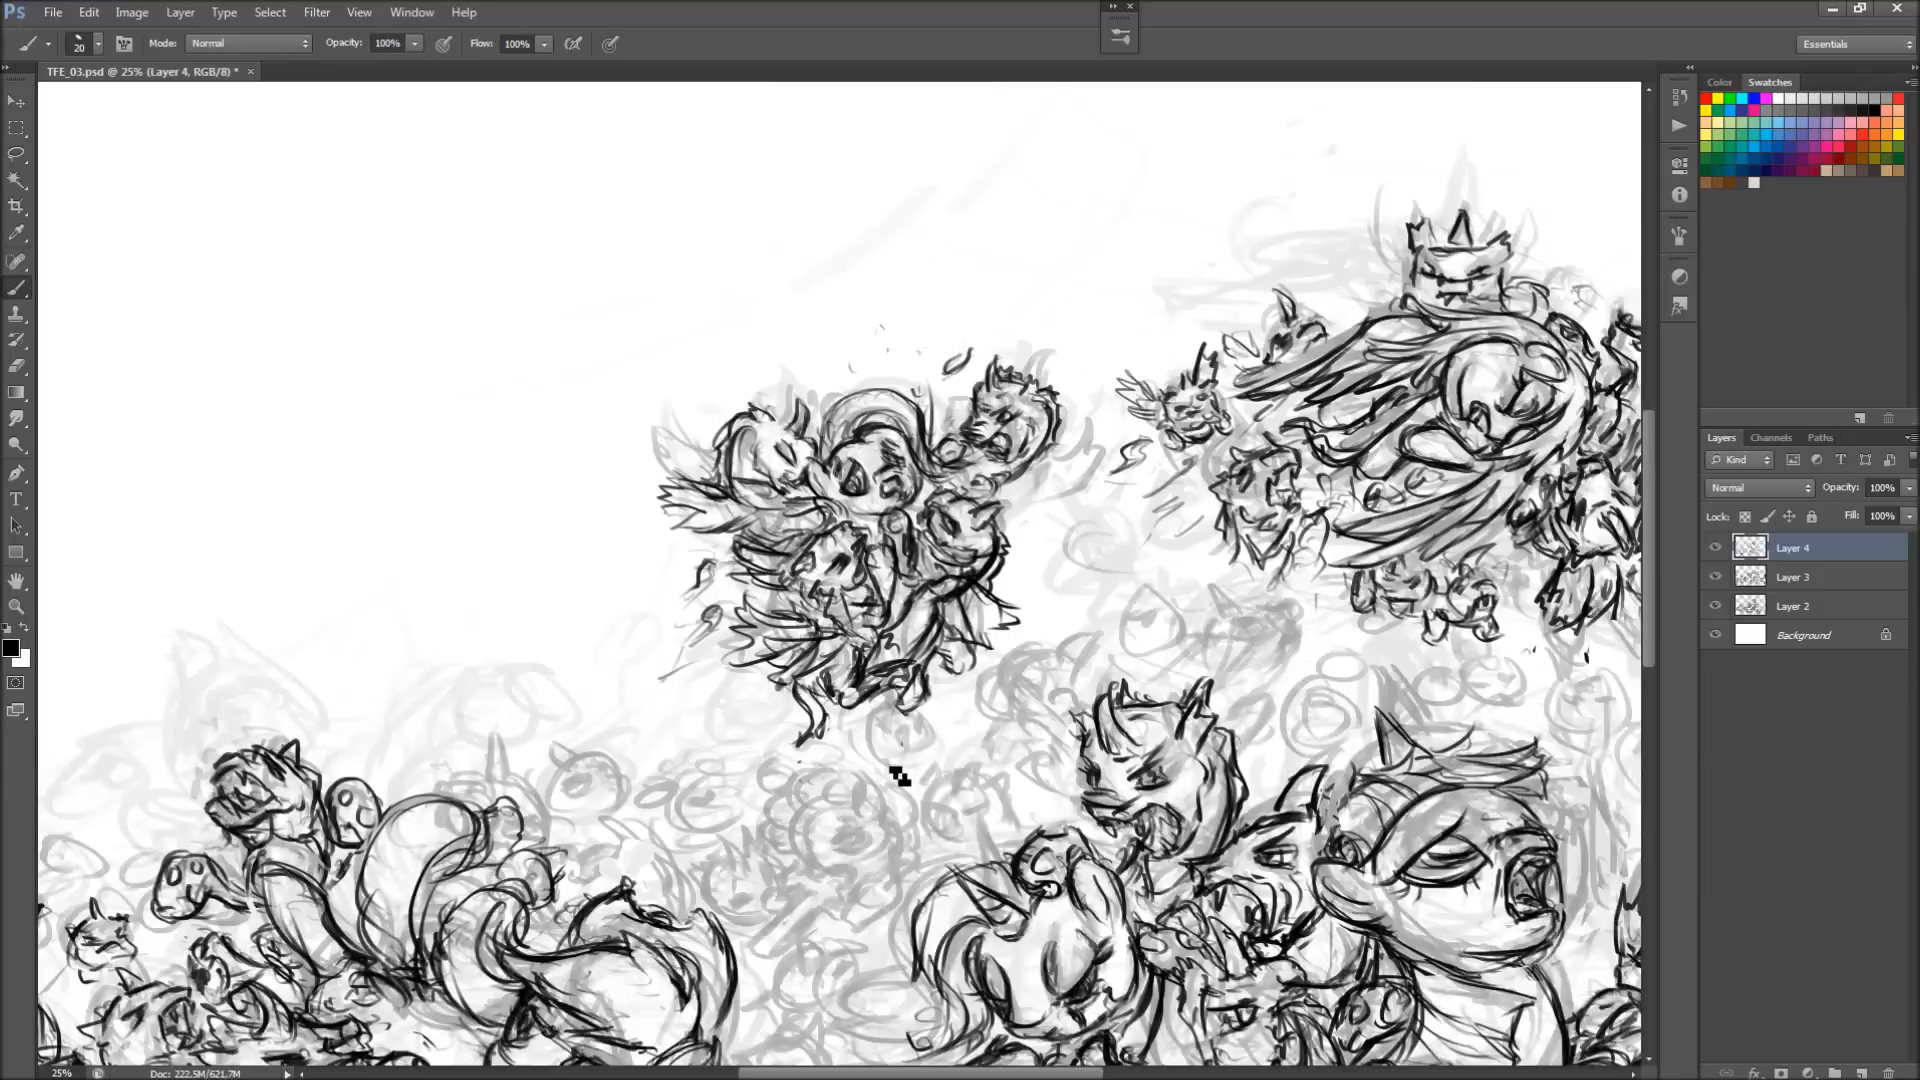 Ps File Edit Image Layer Type Select Filter View Window Help
20 Mode: Normal Opacity: 100% Flow: 100% Essentials
TFE_03.psd @ 25% (Layer 4, RGB/8) * ×
Color Swatches
Layers Channels Paths
Kind
Normal Opacity: 100%
Lock: Fill: 100%
Layer 4
Layer 3
Layer 2
Background
25% Doc: 222,5M/621,7M